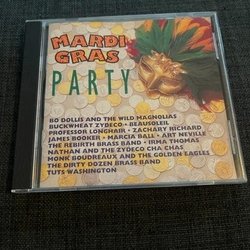 MARDI
GRAS
PARTY
BO DOLLIS AND THE WILD MAGNOLIAS
BUCKWHEAT ZYDECO • BEAUSOLEIL
PROFESSOR LONGHAIR • ZACHARY RICHARD
JAMES BOOKER • MARCIA BALL • ART NEVILLE
THE REBIRTH BRASS BAND • IRMA THOMAS
NATHAN AND THE ZYDECO CHA CHAS
MONK BOUDREAUX AND THE GOLDEN EAGLES
THE DIRTY DOZEN BRASS BAND
TUTS WASHINGTON